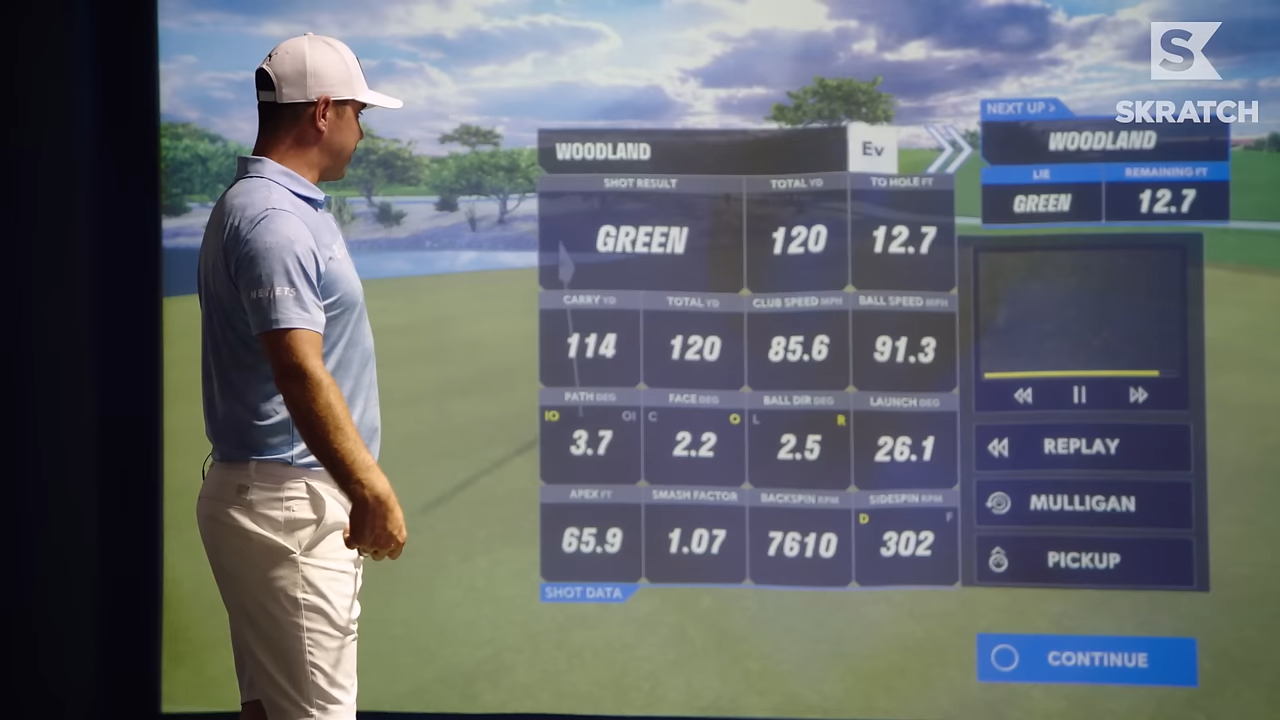 S
SKRATCH
NEXT UP >
WOODLAND
LIE
REMAINING FT
GREEN
12.7
WOODLAND
Ev
SHOT RESULT
TOTAL YD
TO HOLE FT
GREEN
120
12.7
CARRY YD
TOTAL YD
CLUB SPEED MPH
BALL SPEED MPH
114
120
85.6
91.3
PATH DEG
FACE DEG
BALL DIR DEG
LAUNCH DEG
IO
OI
C
O
L
R
3.7
2.2
2.5
26.1
APEX FT
SMASH FACTOR
BACKSPIN RPM
SIDESPIN RPM
D
F
65.9
1.07
7610
302
SHOT DATA
REPLAY
MULLIGAN
PICKUP
CONTINUE